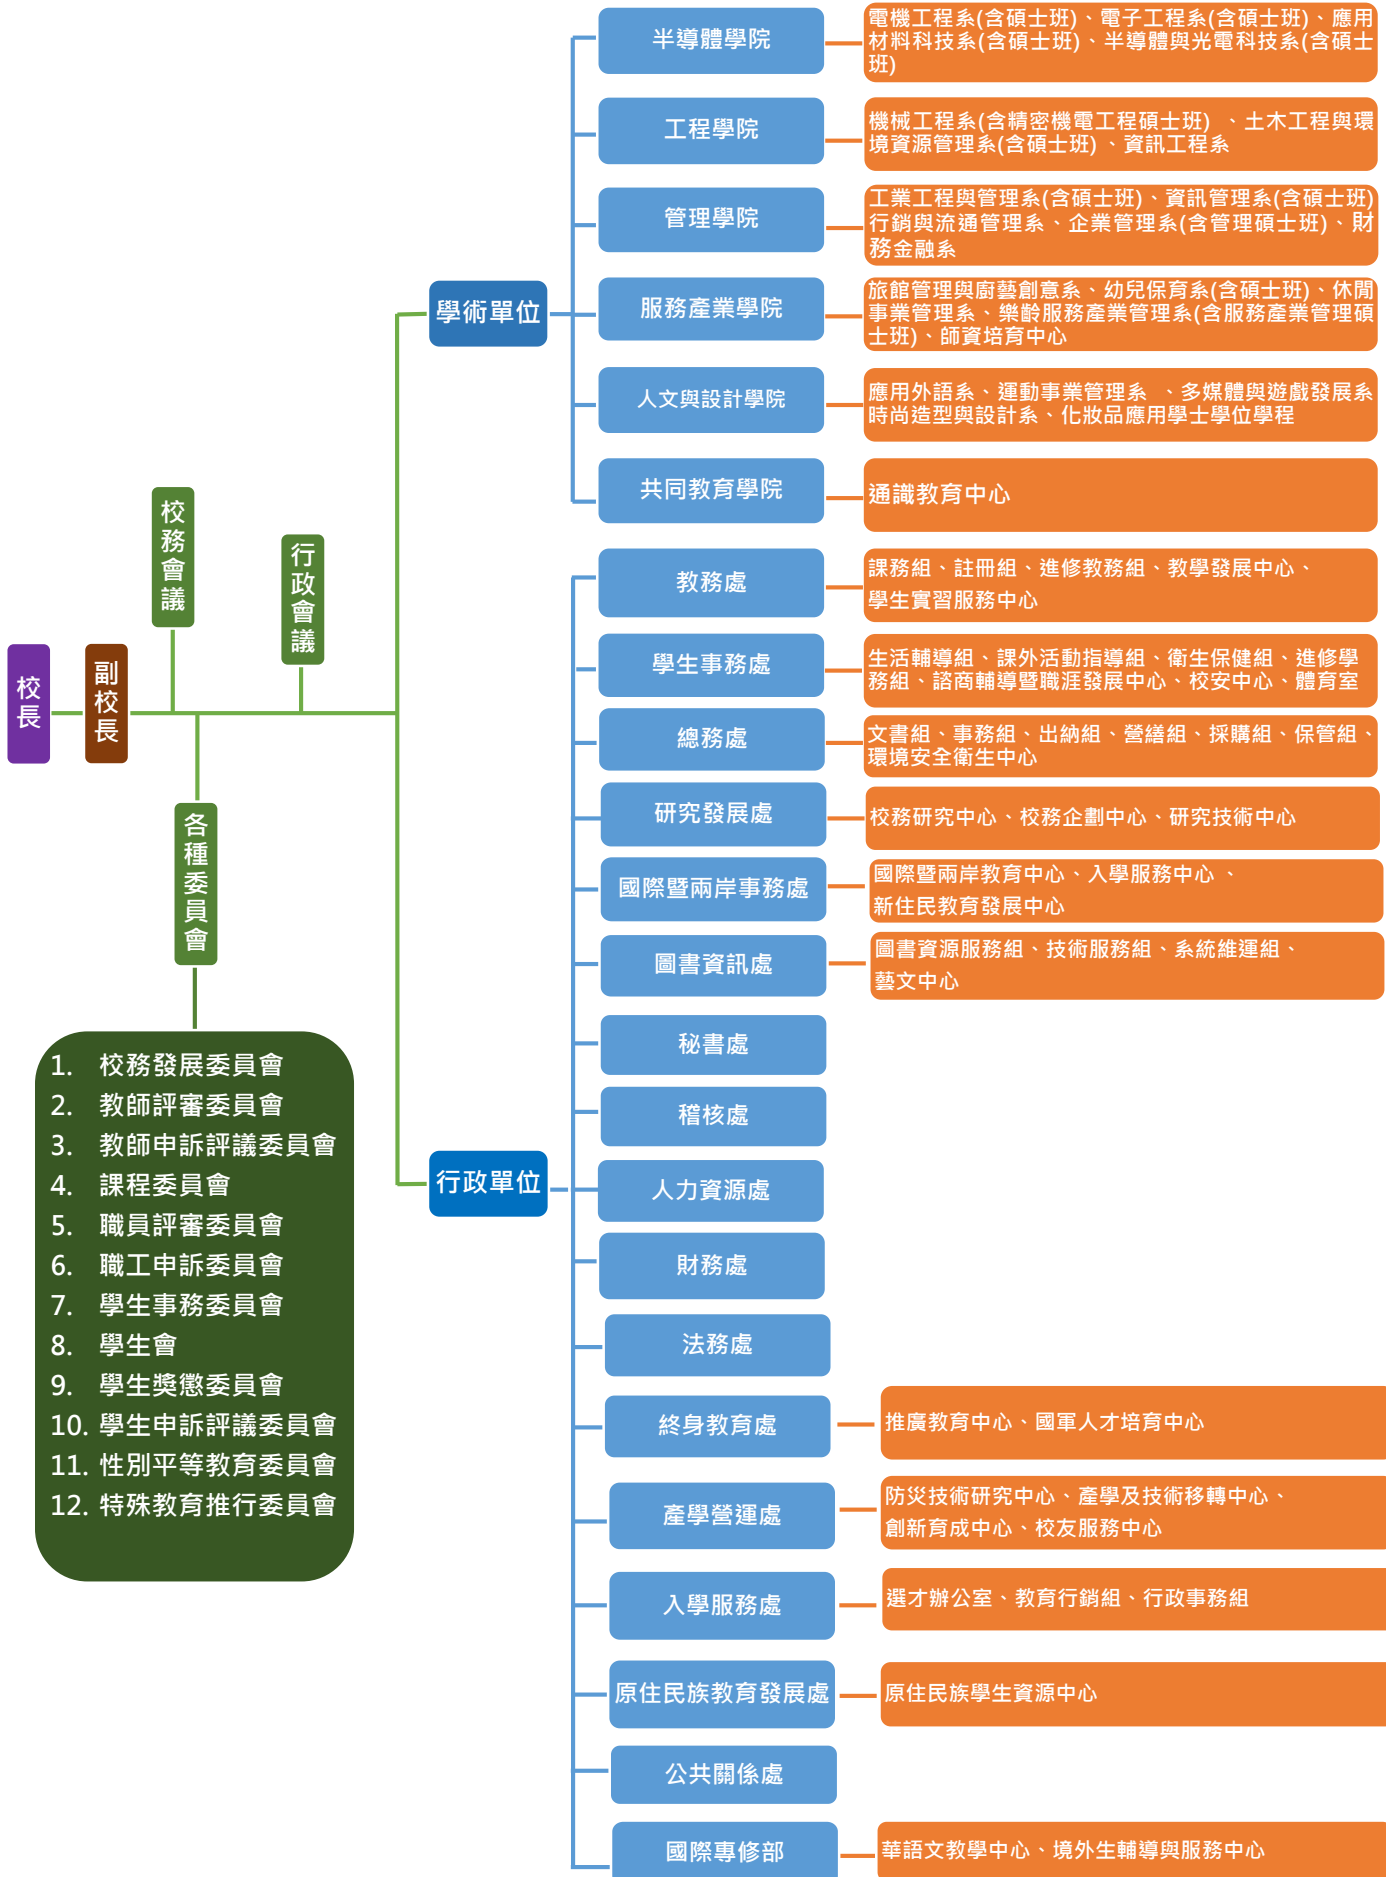 校長
副校長
校務會議
行政會議
各種委員會
1. 校務發展委員會
2. 教師評審委員會
3. 教師申訴評議委員會
4. 課程委員會
5. 職員評審委員會
6. 職工申訴委員會
7. 學生事務委員會
8. 學生會
9. 學生獎懲委員會
10. 學生申訴評議委員會
11. 性別平等教育委員會
12. 特殊教育推行委員會
學術單位
半導體學院
電機工程系(含碩士班)、電子工程系(含碩士班)、應用
材料科技系(含碩士班)、半導體與光電科技系(含碩士
班)
工程學院
機械工程系(含精密機電工程碩士班) 、土木工程與環
境資源管理系(含碩士班)、資訊工程系
管理學院
工業工程與管理系(含碩士班)、資訊管理系(含碩士班)
行銷與流通管理系、企業管理系(含管理碩士班)、財
務金融系
服務產業學院
旅館管理與廚藝創意系、幼兒保育系(含碩士班)、休閒
事業管理系、樂齡服務產業管理系(含服務產業管理碩
士班)、師資培育中心
人文與設計學院
應用外語系、運動事業管理系 、多媒體與遊戲發展系
時尚造型與設計系、化妝品應用學士學位學程
共同教育學院
通識教育中心
行政單位
教務處
課務組、註冊組、進修教務組、教學發展中心、
學生實習服務中心
學生事務處
生活輔導組、課外活動指導組、衛生保健組、進修學
務組、諮商輔導暨職涯發展中心、校安中心、體育室
總務處
文書組、事務組、出納組、營繕組、採購組、保管組、
環境安全衛生中心
研究發展處
校務研究中心、校務企劃中心、研究技術中心
國際暨兩岸事務處
國際暨兩岸教育中心、入學服務中心 、
新住民教育發展中心
圖書資訊處
圖書資源服務組、技術服務組、系統維運組、
藝文中心
秘書處
稽核處
人力資源處
財務處
法務處
終身教育處
推廣教育中心、國軍人才培育中心
產學營運處
防災技術研究中心、產學及技術移轉中心、
創新育成中心、校友服務中心
入學服務處
選才辦公室、教育行銷組、行政事務組
原住民族教育發展處
原住民族學生資源中心
公共關係處
國際專修部
華語文教學中心、境外生輔導與服務中心